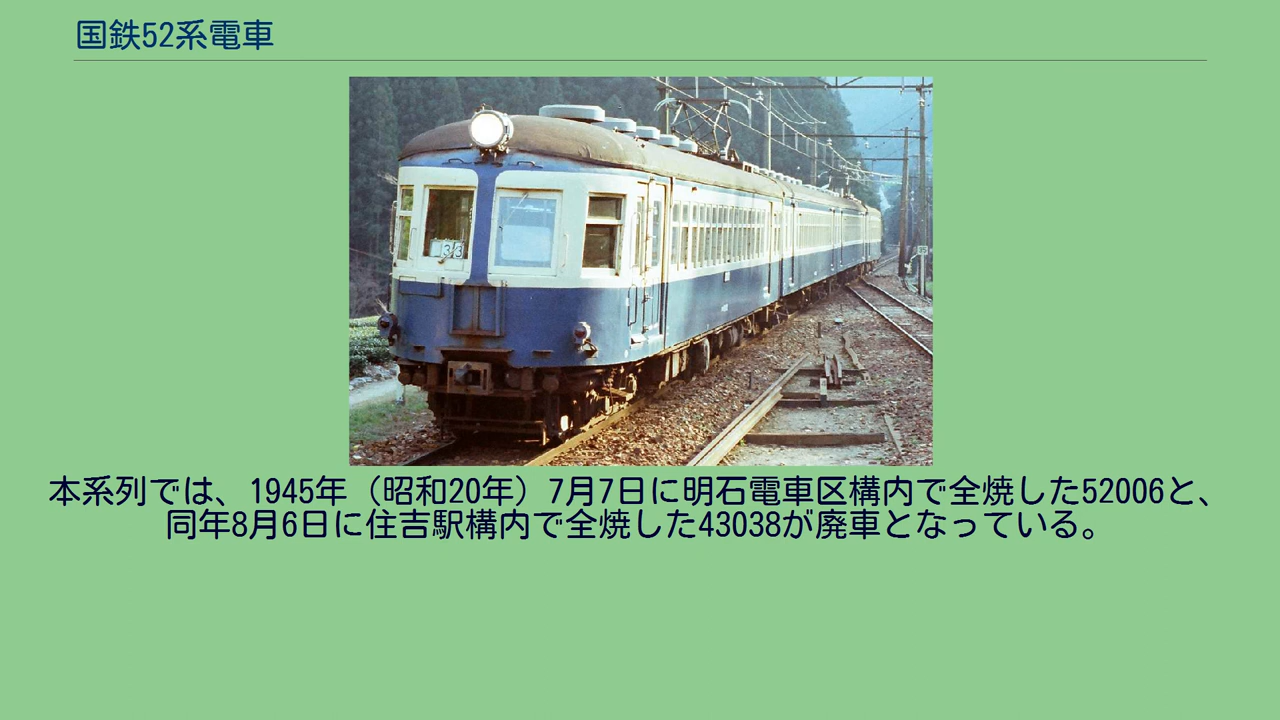 国鉄52系電車
33
本系列では、1945年（昭和20年）7月7日に明石電車区構内で全焼した52006と、
同年8月6日に住吉駅構内で全焼した43038が廃車となっている。